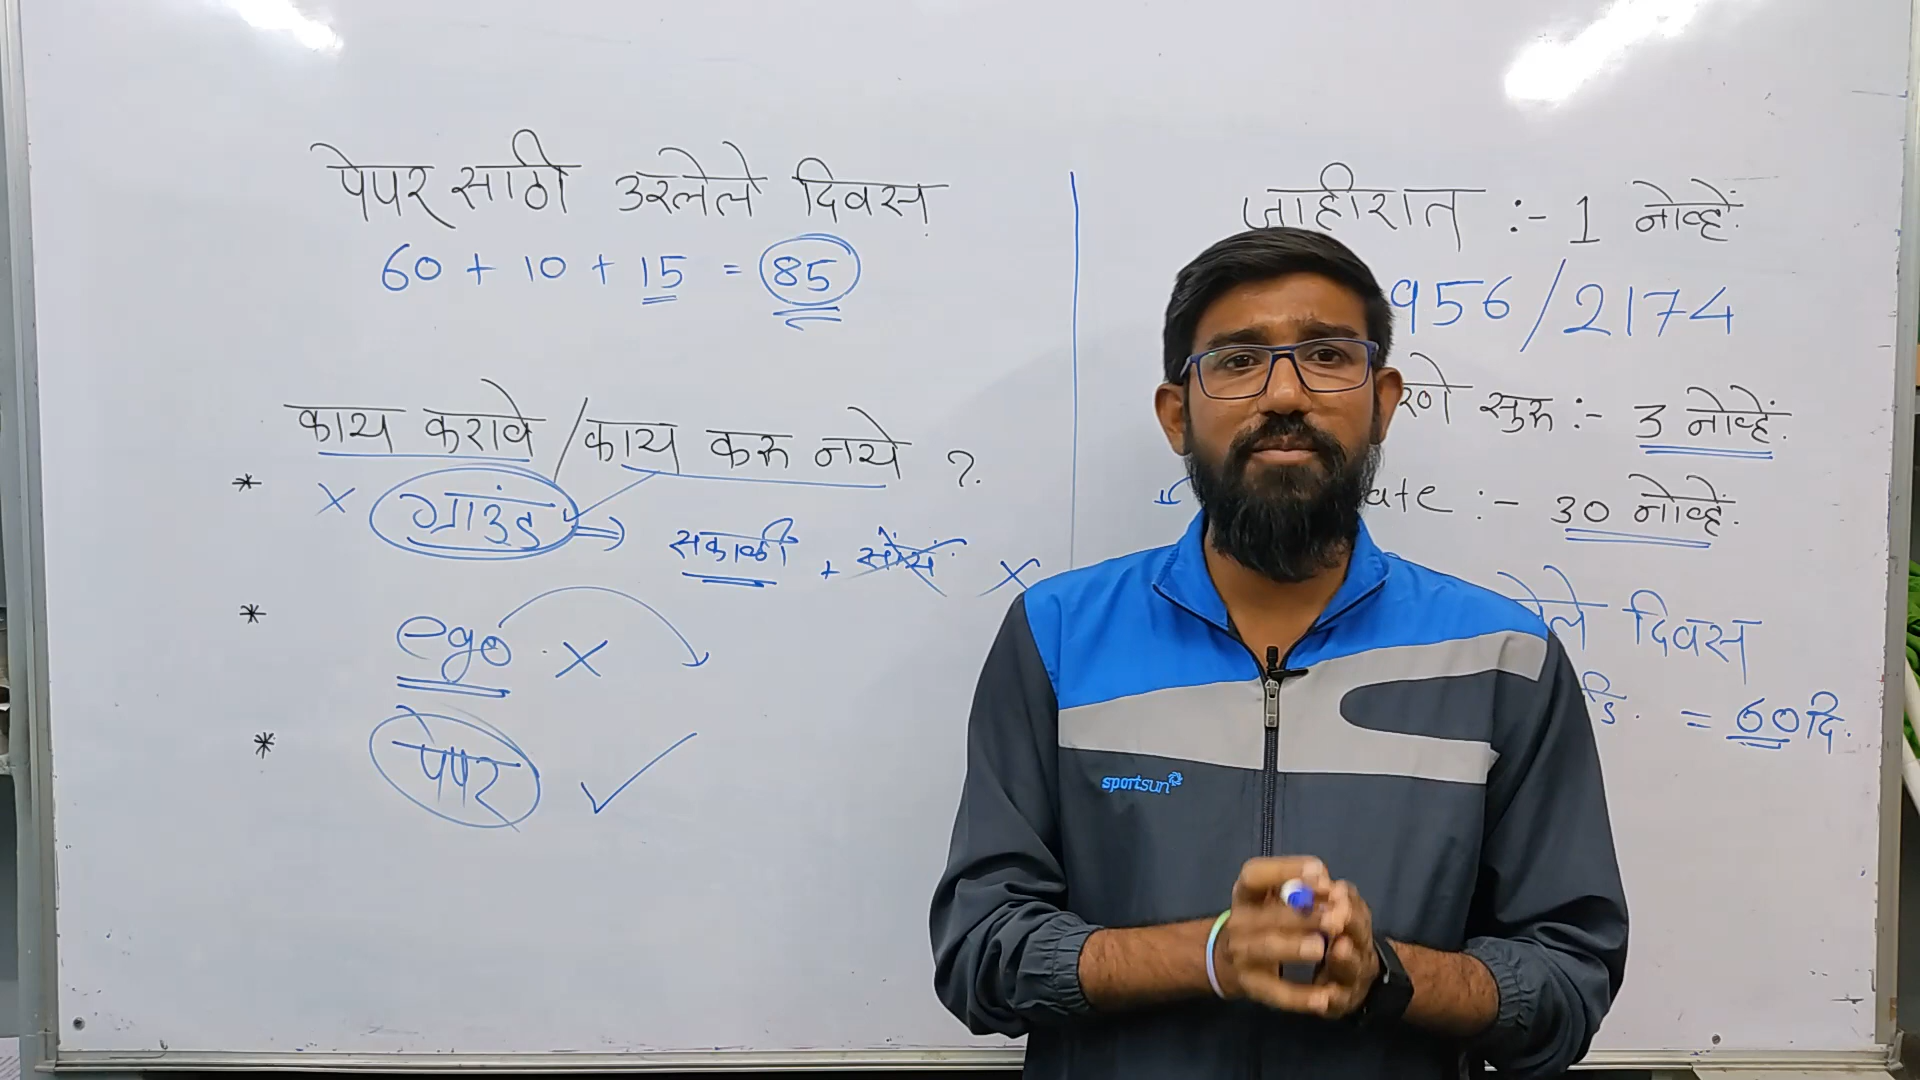 पेपर साठी उरलेले दिवस
60 + 10 + 15 = 85
काय करावे / काय करू नये ?
* × ग्राउंड ⇒ सकाळी + ×
* ego ×
* पेपर ✓
जाहीरात :- 1 नोव्हें.
956/2174
सुरु :- 3 नोव्हें.
ate :- 30 नोव्हें.
दिवस
= 60 दि.
sportsun